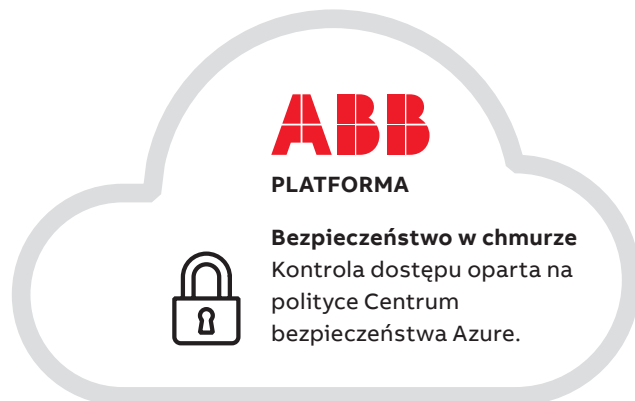 ABB
PLATFORMA
Bezpieczeństwo w chmurze
Kontrola dostępu oparta na
polityce Centrum
bezpieczeństwa Azure.